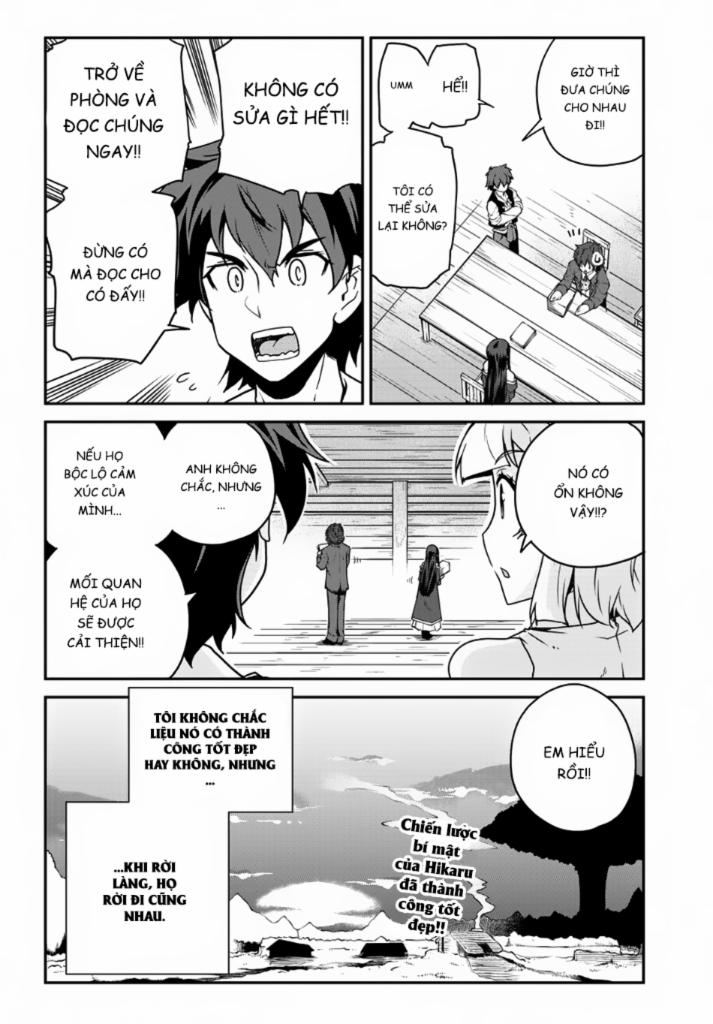 GIỜ THÌ
ĐƯA CHÚNG
CHO NHAU
ĐI!!
HỂ!!
UMM
TÔI CÓ
THỂ SỬA
LẠI KHÔNG?
KHÔNG CÓ
SỬA GÌ HẾT!!
TRỞ VỀ
PHÒNG VÀ
ĐỌC CHÚNG
NGAY!!
ĐỪNG CÓ
MÀ ĐỌC CHO
CÓ ĐẤY!!
NÓ CÓ
ỔN KHÔNG
VẬY!!?
ANH KHÔNG
CHẮC, NHƯNG
...
NẾU HỌ
BỘC LỘ CẢM
XÚC CỦA
MÌNH...
MỐI QUAN
HỆ CỦA HỌ
SẼ ĐƯỢC
CẢI THIỆN!!
EM HIỂU
RỒI!!
TÔI KHÔNG CHẮC
LIỆU NÓ CÓ THÀNH
CÔNG TỐT ĐẸP
HAY KHÔNG, NHƯNG
...
...KHI RỜI
LÀNG, HỌ
RỜI ĐI CŨNG
NHAU.
Chiến lược
bí mật
của Hikaru
đã thành
công tốt
đẹp!!